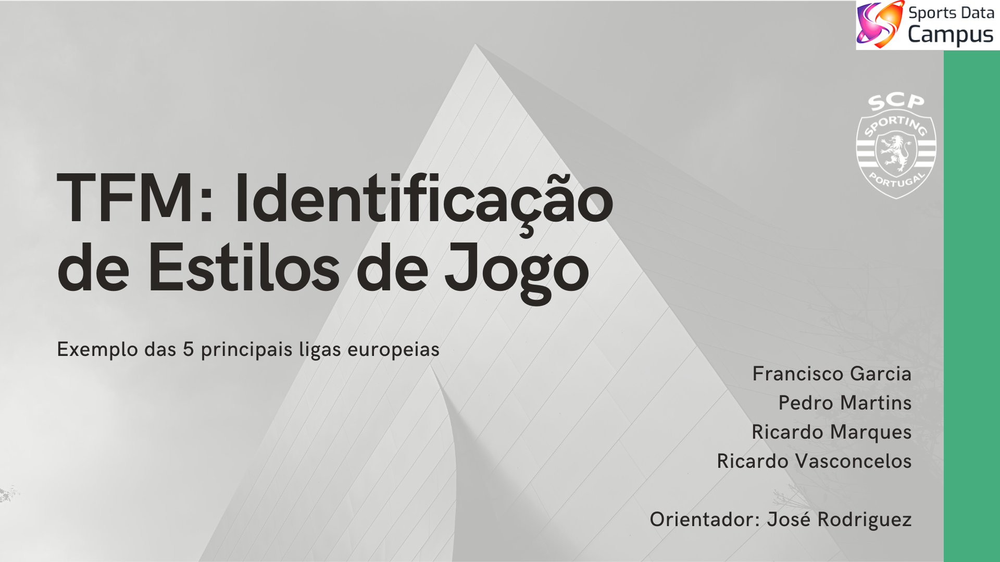 Sports Data
Campus
SCP
SPORTING
PORTUGAL
TFM: Identificação
de Estilos de Jogo
Exemplo das 5 principais ligas europeias
Francisco Garcia
Pedro Martins
Ricardo Marques
Ricardo Vasconcelos
Orientador: José Rodriguez